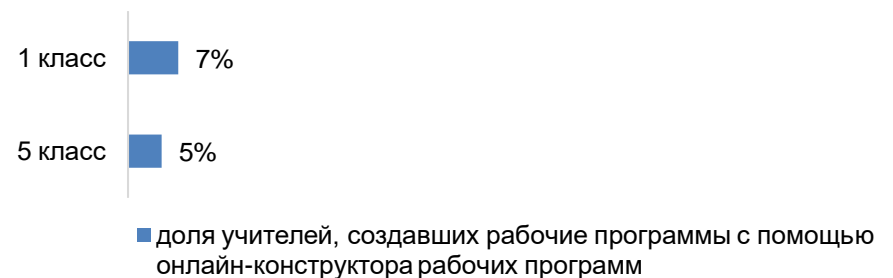 1 класс 7%
5 класс 5%
доля учителей, создавших рабочие программы с помощью
онлайн-конструктора рабочих программ